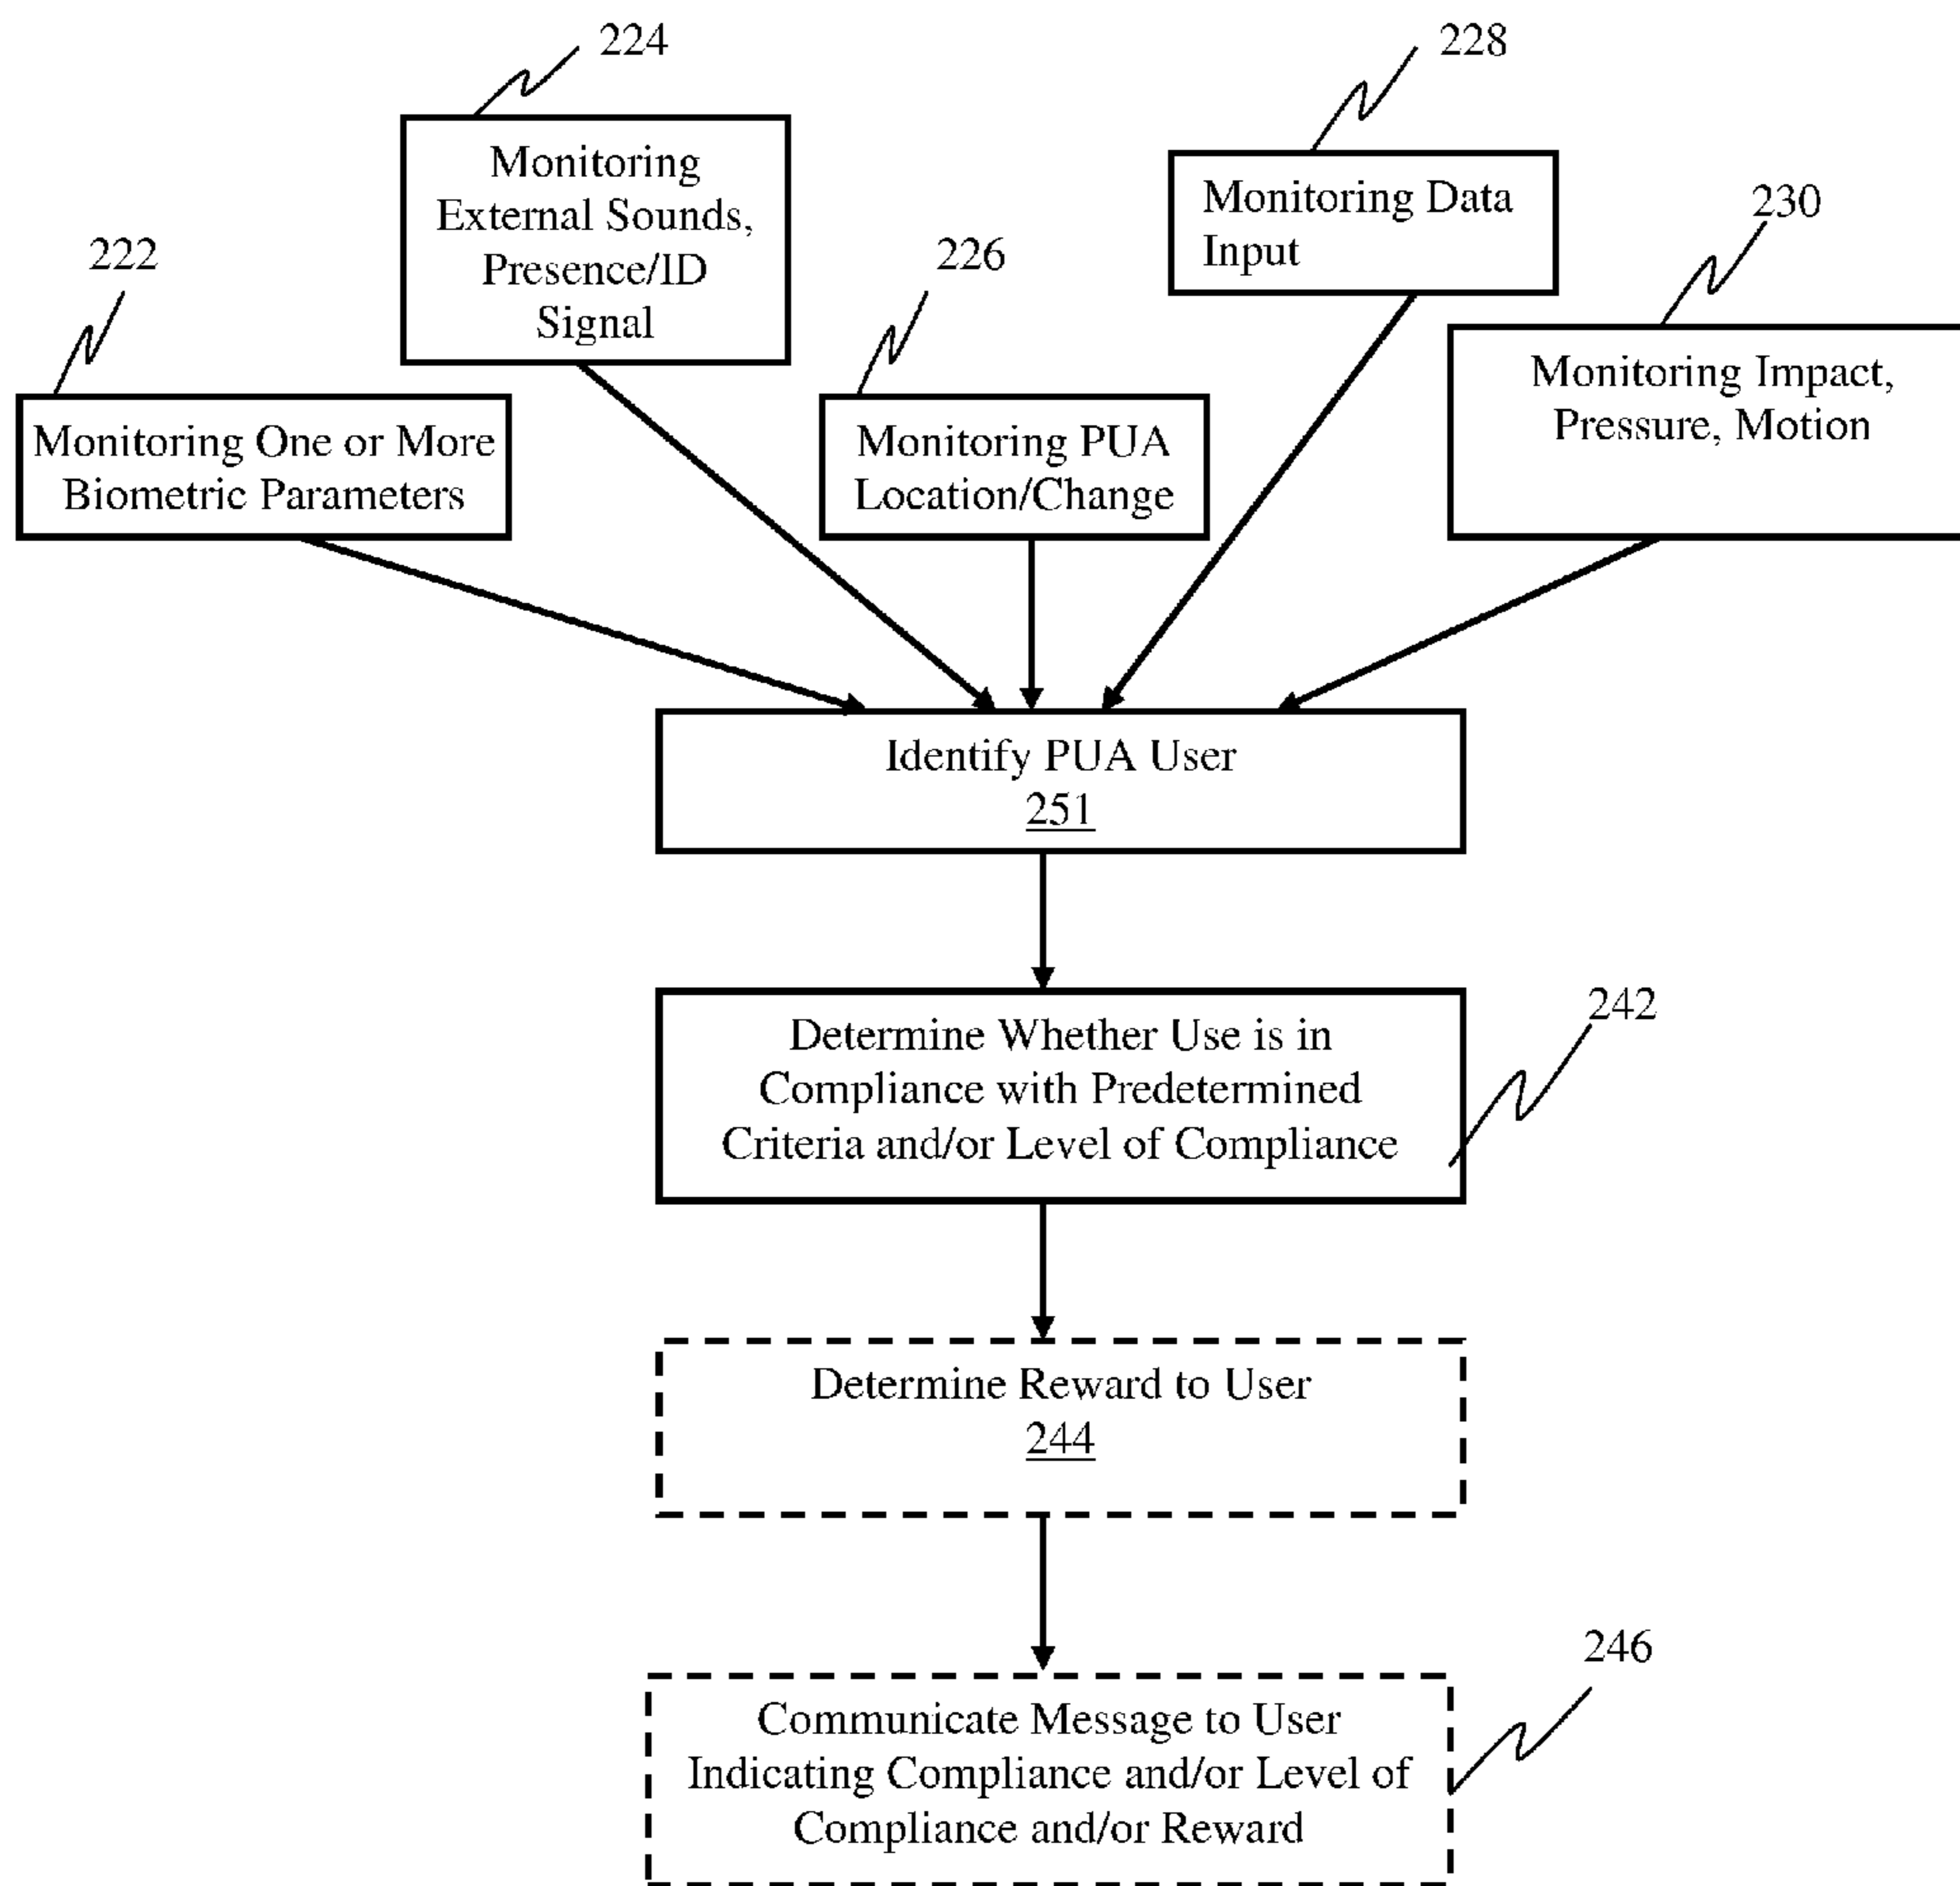 224
Monitoring
External Sounds,
Presence/ID
Signal
228
Monitoring Data
Input
230
Monitoring Impact,
Pressure, Motion
222
Monitoring One or More
Biometric Parameters
226
Monitoring PUA
Location/Change
Identify PUA User
251
242
Determine Whether Use is in
Compliance with Predetermined
Criteria and/or Level of Compliance
Determine Reward to User
244
246
Communicate Message to User
Indicating Compliance and/or Level of
Compliance and/or Reward